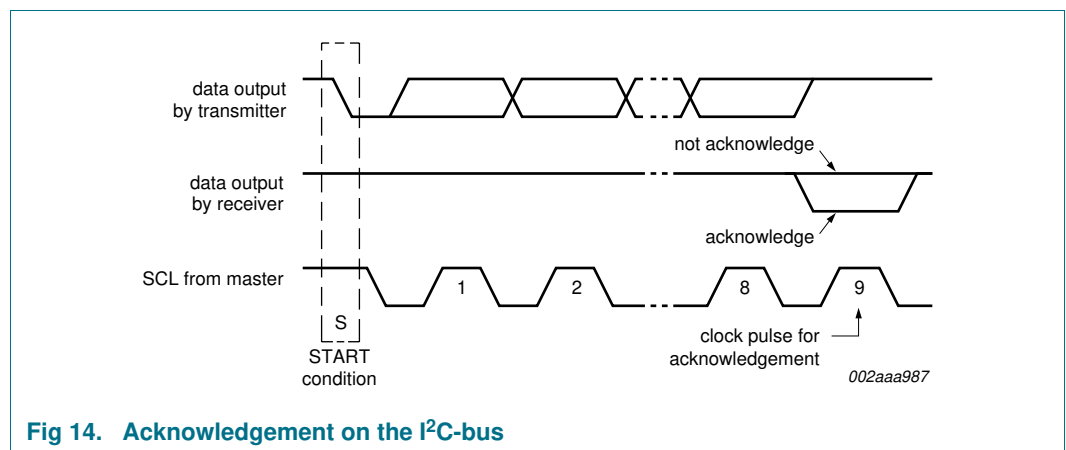 data output
by transmitter
not acknowledge
data output
by receiver
acknowledge
SCL from master
1
2
8
9
S
START
condition
clock pulse for
acknowledgement
002aaa987
Fig 14. Acknowledgement on the I²C-bus